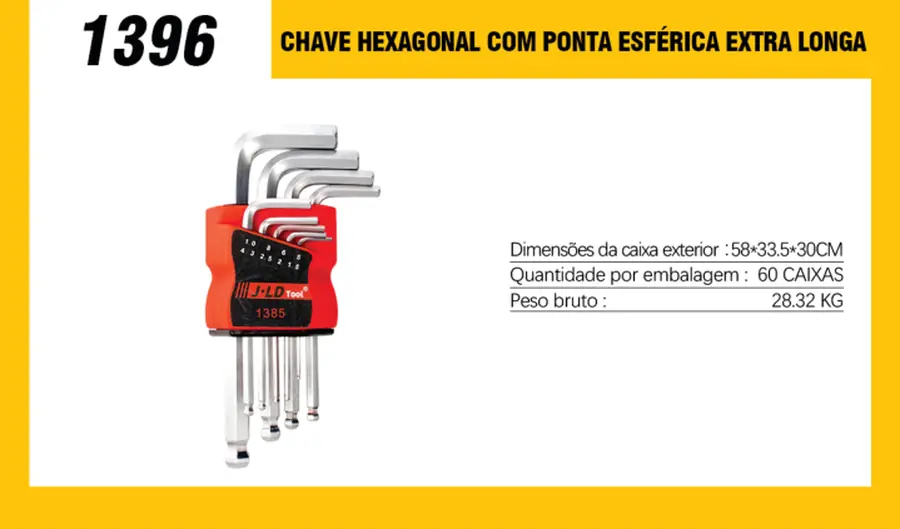 1396
CHAVE HEXAGONAL COM PONTA ESFÉRICA EXTRA LONGA
10 8 6 5
4 3 2.5 2 1.5
J·LD Tool®
1385
Dimensões da caixa exterior :58*33.5*30CM
Quantidade por embalagem : 60 CAIXAS
Peso bruto : 28.32 KG